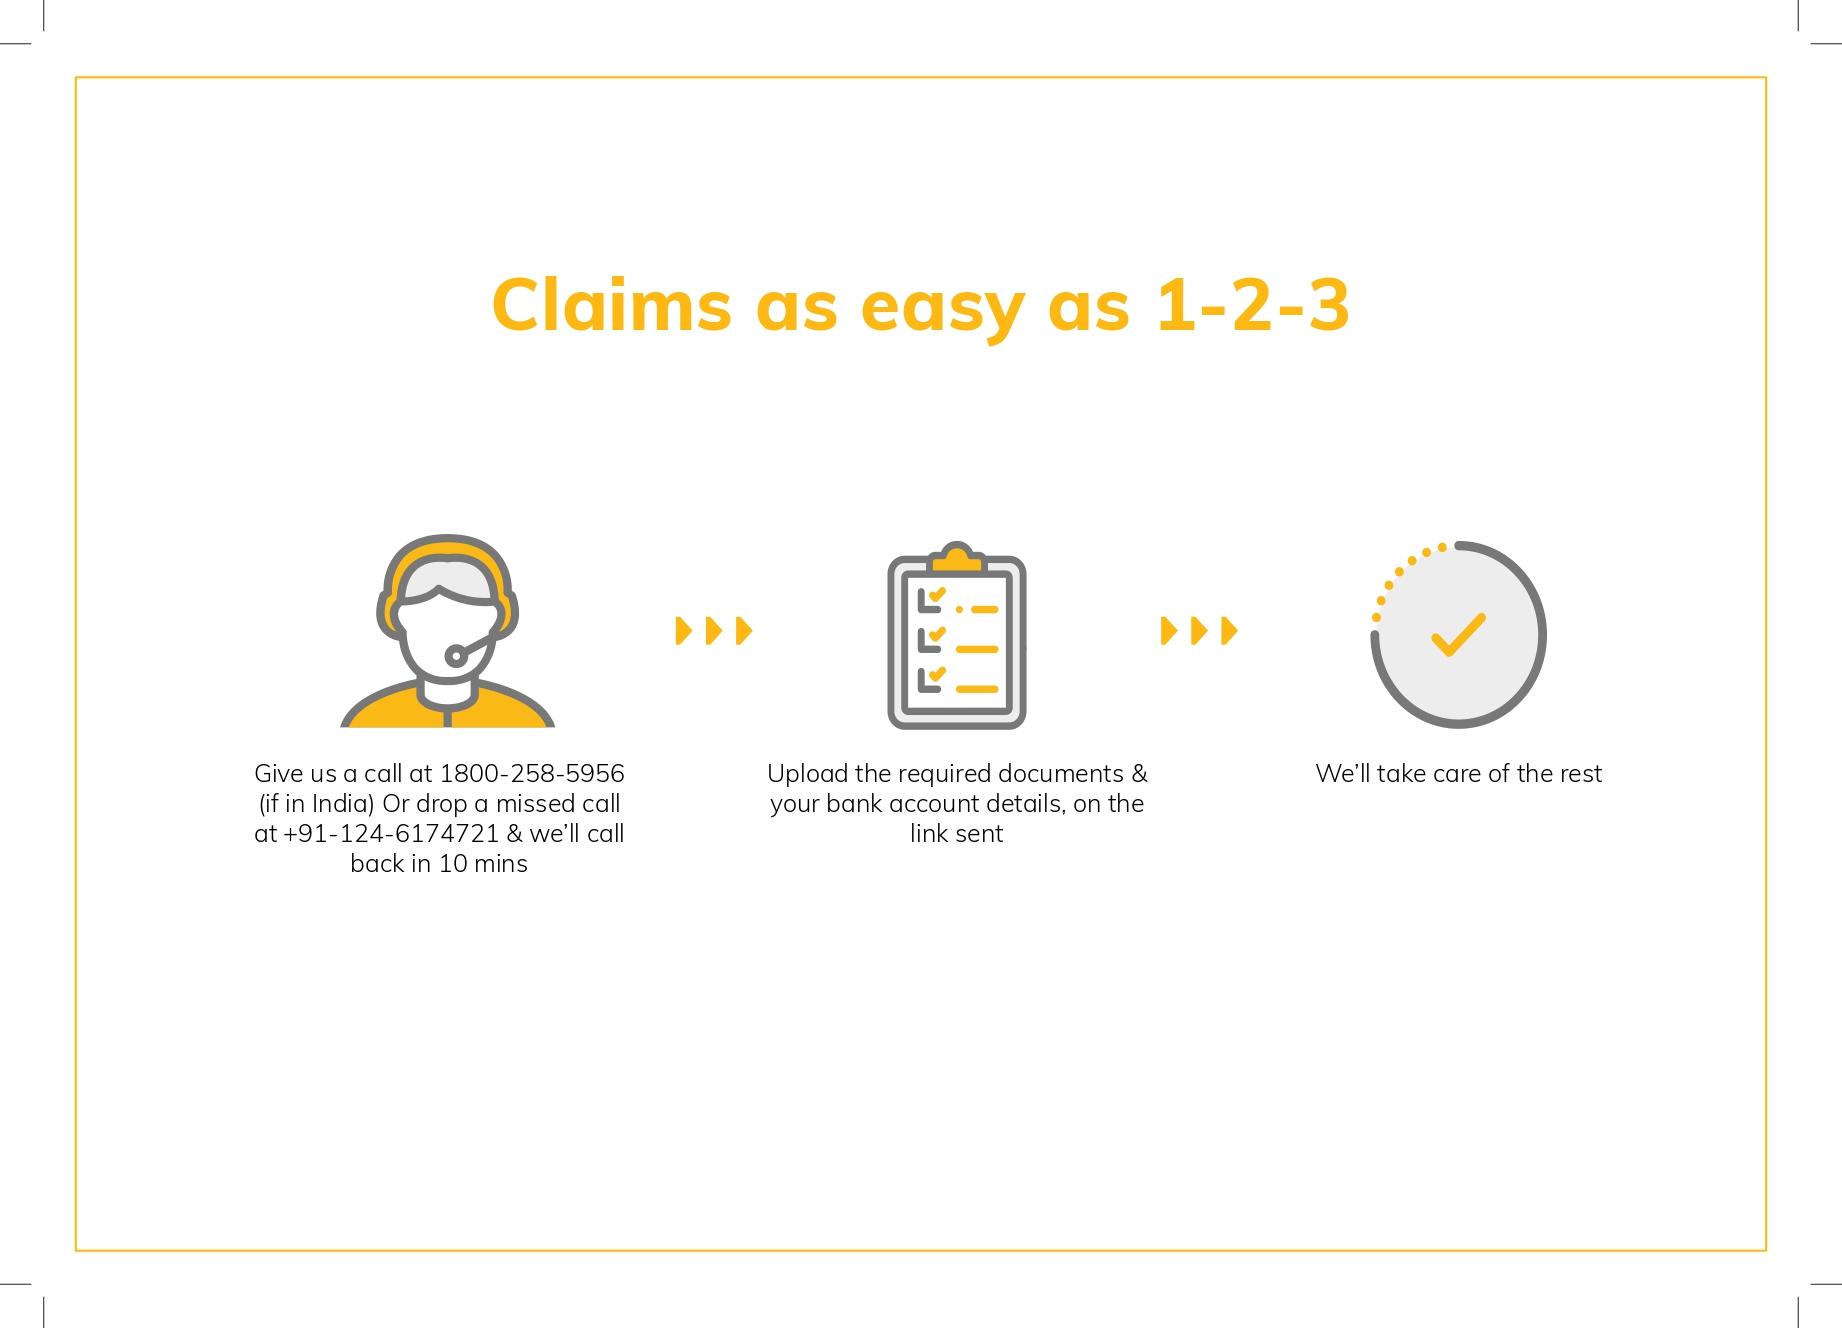 Claims as easy as 1-2-3
Give us a call at 1800-258-5956
(if in India) Or drop a missed call
at +91-124-6174721 & we’ll call
back in 10 mins
Upload the required documents &
your bank account details, on the
link sent
We’ll take care of the rest